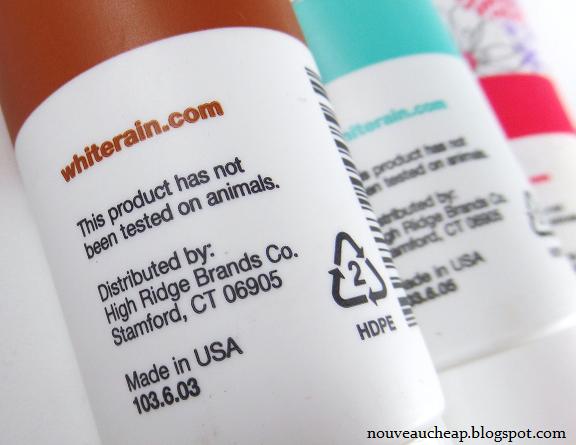 whiterain.com
This product has not
been tested on animals.
Distributed by:
High Ridge Brands Co.
Stamford, CT 06905
Made in USA
103.6.03
2
HDPE
whiterain.com
product has not
been tested on animals.
Distributed by:
High Ridge Brands Co.
Stamford, CT 06905
Made in USA
103.6.05
nouveaucheap.blogspot.com